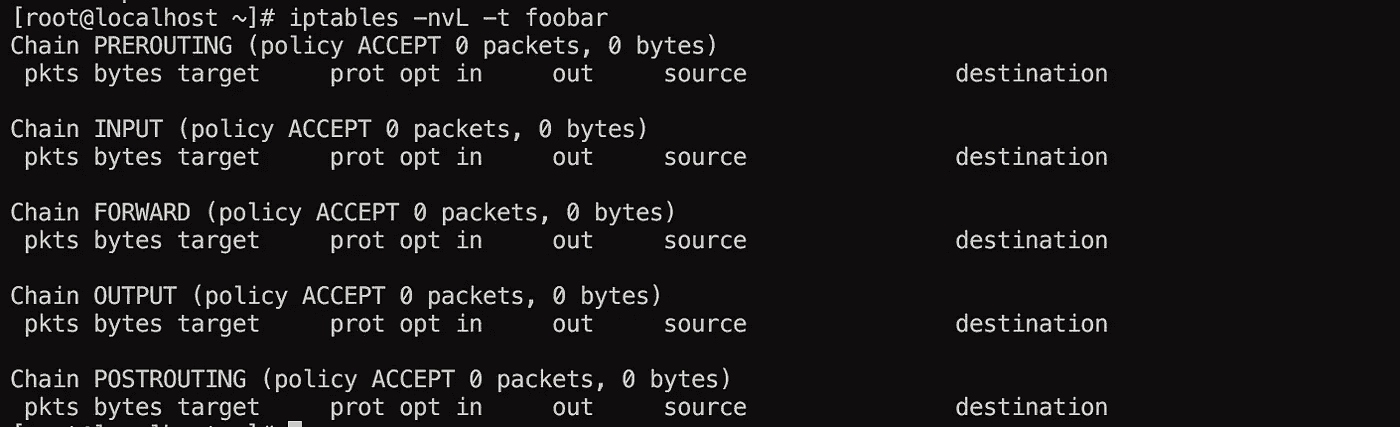 [root@localhost ~]# iptables -nvL -t foobar
Chain PREROUTING (policy ACCEPT 0 packets, 0 bytes)
 pkts bytes target     prot opt in     out     source               destination

Chain INPUT (policy ACCEPT 0 packets, 0 bytes)
 pkts bytes target     prot opt in     out     source               destination

Chain FORWARD (policy ACCEPT 0 packets, 0 bytes)
 pkts bytes target     prot opt in     out     source               destination

Chain OUTPUT (policy ACCEPT 0 packets, 0 bytes)
 pkts bytes target     prot opt in     out     source               destination

Chain POSTROUTING (policy ACCEPT 0 packets, 0 bytes)
 pkts bytes target     prot opt in     out     source               destination